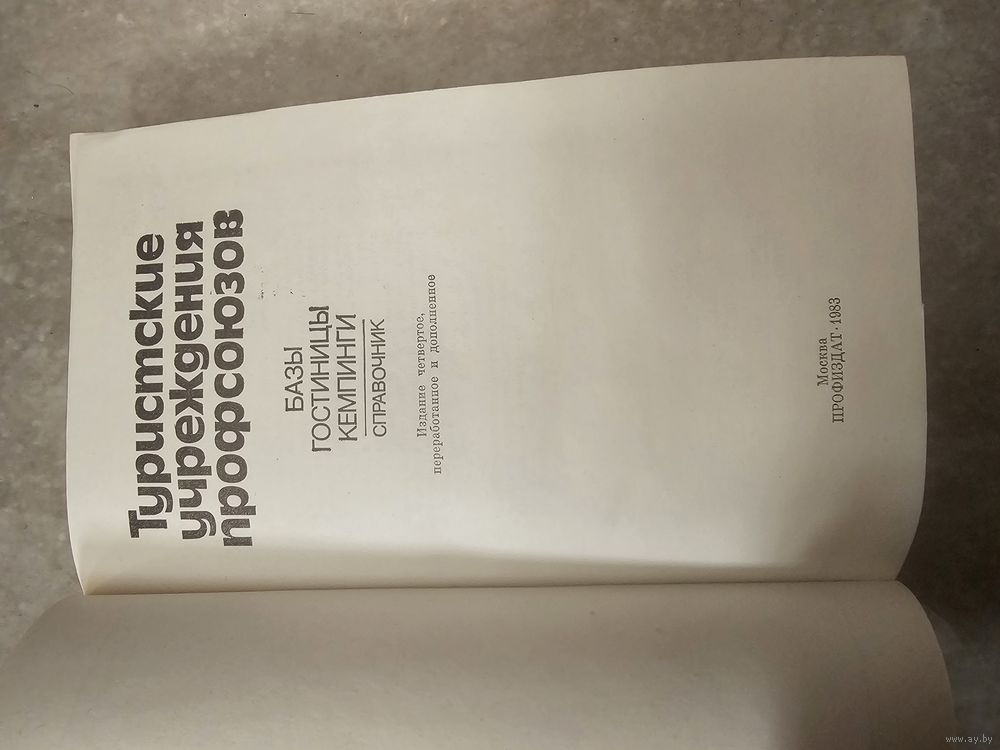 Туристские
учреждения
профсоюзов
БАЗЫ
ГОСТИНИЦЫ
КЕМПИНГИ
СПРАВОЧНИК
Издание четвертое,
переработанное и дополненное
Москва
ПРОФИЗДАТ · 1983
www.ay.by